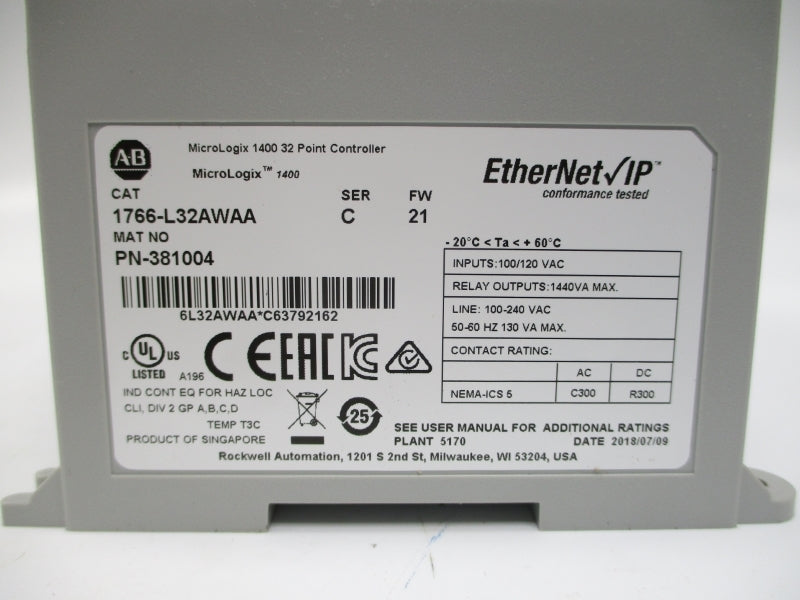 AB
MicroLogix 1400 32 Point Controller
MicroLogix™ 1400
EtherNet/IP™
conformance tested
CAT SER FW
1766-L32AWAA C 21
MAT NO
PN-381004
6L32AWAA*C63792162
- 20°C < Ta < + 60°C
INPUTS:100/120 VAC
RELAY OUTPUTS:1440VA MAX.
LINE: 100-240 VAC
50-60 HZ 130 VA MAX.
CONTACT RATING:
AC DC
NEMA-ICS 5 C300 R300
C UL US
LISTED A196
CE EAC KC
IND CONT EQ FOR HAZ LOC
CLI, DIV 2 GP A,B,C,D
TEMP T3C
PRODUCT OF SINGAPORE
25
SEE USER MANUAL FOR ADDITIONAL RATINGS
PLANT 5170 DATE 2018/07/09
Rockwell Automation, 1201 S 2nd St, Milwaukee, WI 53204, USA